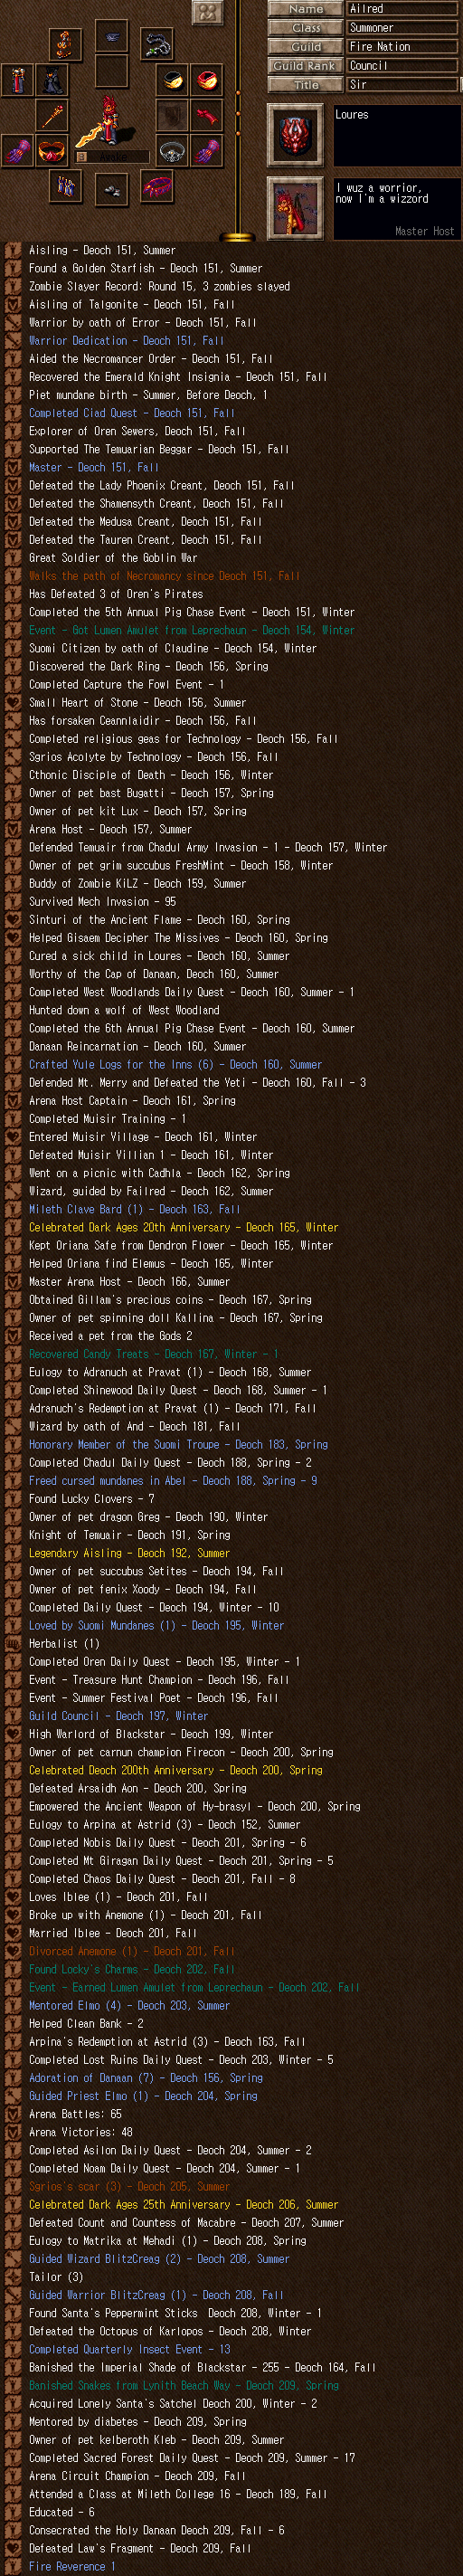 Name
Ailred
Class
Summoner
Guild
Fire Nation
Guild Rank
Council
Title
Sir
Loures
Awake
I wuz a worrior,
now I'm a wizzord
Master Host
Aisling - Deoch 151, Summer
Found a Golden Starfish - Deoch 151, Summer
Zombie Slayer Record: Round 15, 3 zombies slayed
Aisling of Talgonite - Deoch 151, Fall
Warrior by oath of Error - Deoch 151, Fall
Warrior Dedication - Deoch 151, Fall
Aided the Necromancer Order - Deoch 151, Fall
Recovered the Emerald Knight Insignia - Deoch 151, Fall
Piet mundane birth - Summer, Before Deoch, 1
Completed Ciad Quest - Deoch 151, Fall
Explorer of Oren Sewers, Deoch 151, Fall
Supported The Temuarian Beggar - Deoch 151, Fall
Master - Deoch 151, Fall
Defeated the Lady Phoenix Creant, Deoch 151, Fall
Defeated the Shamensyth Creant, Deoch 151, Fall
Defeated the Medusa Creant, Deoch 151, Fall
Defeated the Tauren Creant, Deoch 151, Fall
Great Soldier of the Goblin War
Walks the path of Necromancy since Deoch 151, Fall
Has Defeated 3 of Oren's Pirates
Completed the 5th Annual Pig Chase Event - Deoch 151, Winter
Event - Got Lumen Amulet from Leprechaun - Deoch 154, Winter
Suomi Citizen by oath of Claudine - Deoch 154, Winter
Discovered the Dark Ring - Deoch 156, Spring
Completed Capture the Fowl Event - 1
Small Heart of Stone - Deoch 156, Summer
Has forsaken Ceannlaidir - Deoch 156, Fall
Completed religious geas for Technology - Deoch 156, Fall
Sgrios Acolyte by Technology - Deoch 156, Fall
Cthonic Disciple of Death - Deoch 156, Winter
Owner of pet bast Bugatti - Deoch 157, Spring
Owner of pet kit Lux - Deoch 157, Spring
Arena Host - Deoch 157, Summer
Defended Temuair from Chadul Army Invasion - 1 - Deoch 157, Winter
Owner of pet grim succubus FreshMint - Deoch 158, Winter
Buddy of Zombie KiLZ - Deoch 159, Summer
Survived Mech Invasion - 95
Sinturi of the Ancient Flame - Deoch 160, Spring
Helped Gisaem Decipher The Missives - Deoch 160, Spring
Cured a sick child in Loures - Deoch 160, Summer
Worthy of the Cap of Danaan, Deoch 160, Summer
Completed West Woodlands Daily Quest - Deoch 160, Summer - 1
Hunted down a wolf of West Woodland
Completed the 6th Annual Pig Chase Event - Deoch 160, Summer
Danaan Reincarnation - Deoch 160, Summer
Crafted Yule Logs for the Inns (6) - Deoch 160, Summer
Defended Mt. Merry and Defeated the Yeti - Deoch 160, Fall - 3
Arena Host Captain - Deoch 161, Spring
Completed Muisir Training - 1
Entered Muisir Village - Deoch 161, Winter
Defeated Muisir Villian 1 - Deoch 161, Winter
Went on a picnic with Cadhla - Deoch 162, Spring
Wizard, guided by Failred - Deoch 162, Summer
Mileth Clave Bard (1) - Deoch 163, Fall
Celebrated Dark Ages 20th Anniversary - Deoch 165, Winter
Kept Oriana Safe from Dendron Flower - Deoch 165, Winter
Helped Oriana find Elemus - Deoch 165, Winter
Master Arena Host - Deoch 166, Summer
Obtained Gillam's precious coins - Deoch 167, Spring
Owner of pet spinning doll Kallina - Deoch 167, Spring
Received a pet from the Gods 2
Recovered Candy Treats - Deoch 167, Winter - 1
Eulogy to Adranuch at Pravat (1) - Deoch 168, Summer
Completed Shinewood Daily Quest - Deoch 168, Summer - 1
Adranuch's Redemption at Pravat (1) - Deoch 171, Fall
Wizard by oath of And - Deoch 181, Fall
Honorary Member of the Suomi Troupe - Deoch 183, Spring
Completed Chadul Daily Quest - Deoch 188, Spring - 2
Freed cursed mundanes in Abel - Deoch 188, Spring - 9
Found Lucky Clovers - 7
Owner of pet dragon Greg - Deoch 190, Winter
Knight of Temuair - Deoch 191, Spring
Legendary Aisling - Deoch 192, Summer
Owner of pet succubus Setites - Deoch 194, Fall
Owner of pet fenix Xoody - Deoch 194, Fall
Completed Daily Quest - Deoch 194, Winter - 10
Loved by Suomi Mundanes (1) - Deoch 195, Winter
Herbalist (1)
Completed Oren Daily Quest - Deoch 195, Winter - 1
Event - Treasure Hunt Champion - Deoch 196, Fall
Event - Summer Festival Poet - Deoch 196, Fall
Guild Council - Deoch 197, Winter
High Warlord of Blackstar - Deoch 199, Winter
Owner of pet carnun champion Firecon - Deoch 200, Spring
Celebrated Deoch 200th Anniversary - Deoch 200, Spring
Defeated Arsaidh Aon - Deoch 200, Spring
Empowered the Ancient Weapon of Hy-brasyl - Deoch 200, Spring
Eulogy to Arpina at Astrid (3) - Deoch 152, Summer
Completed Nobis Daily Quest - Deoch 201, Spring - 6
Completed Mt Giragan Daily Quest - Deoch 201, Spring - 5
Completed Chaos Daily Quest - Deoch 201, Fall - 8
Loves Iblee (1) - Deoch 201, Fall
Broke up with Anemone (1) - Deoch 201, Fall
Married Iblee - Deoch 201, Fall
Divorced Anemone (1) - Deoch 201, Fall
Found Locky's Charms - Deoch 202, Fall
Event - Earned Lumen Amulet from Leprechaun - Deoch 202, Fall
Mentored Elmo (4) - Deoch 203, Summer
Helped Clean Bank - 2
Arpina's Redemption at Astrid (3) - Deoch 163, Fall
Completed Lost Ruins Daily Quest - Deoch 203, Winter - 5
Adoration of Danaan (7) - Deoch 156, Spring
Guided Priest Elmo (1) - Deoch 204, Spring
Arena Battles: 65
Arena Victories: 48
Completed Asilon Daily Quest - Deoch 204, Summer - 2
Completed Noam Daily Quest - Deoch 204, Summer - 1
Sgrios's scar (3) - Deoch 205, Summer
Celebrated Dark Ages 25th Anniversary - Deoch 206, Summer
Defeated Count and Countess of Macabre - Deoch 207, Summer
Eulogy to Matrika at Mehadi (1) - Deoch 208, Spring
Guided Wizard BlitzCreag (2) - Deoch 208, Summer
Tailor (3)
Guided Warrior BlitzCreag (1) - Deoch 208, Fall
Found Santa's Peppermint Sticks  Deoch 208, Winter - 1
Defeated the Octopus of Karlopos - Deoch 208, Winter
Completed Quarterly Insect Event - 13
Banished the Imperial Shade of Blackstar - 255 - Deoch 164, Fall
Banished Snakes from Lynith Beach Way - Deoch 209, Spring
Acquired Lonely Santa's Satchel Deoch 200, Winter - 2
Mentored by diabetes - Deoch 209, Spring
Owner of pet kelberoth Kleb - Deoch 209, Summer
Completed Sacred Forest Daily Quest - Deoch 209, Summer - 17
Arena Circuit Champion - Deoch 209, Fall
Attended a Class at Mileth College 16 - Deoch 189, Fall
Educated - 6
Consecrated the Holy Danaan Deoch 209, Fall - 6
Defeated Law's Fragment - Deoch 209, Fall
Fire Reverence 1